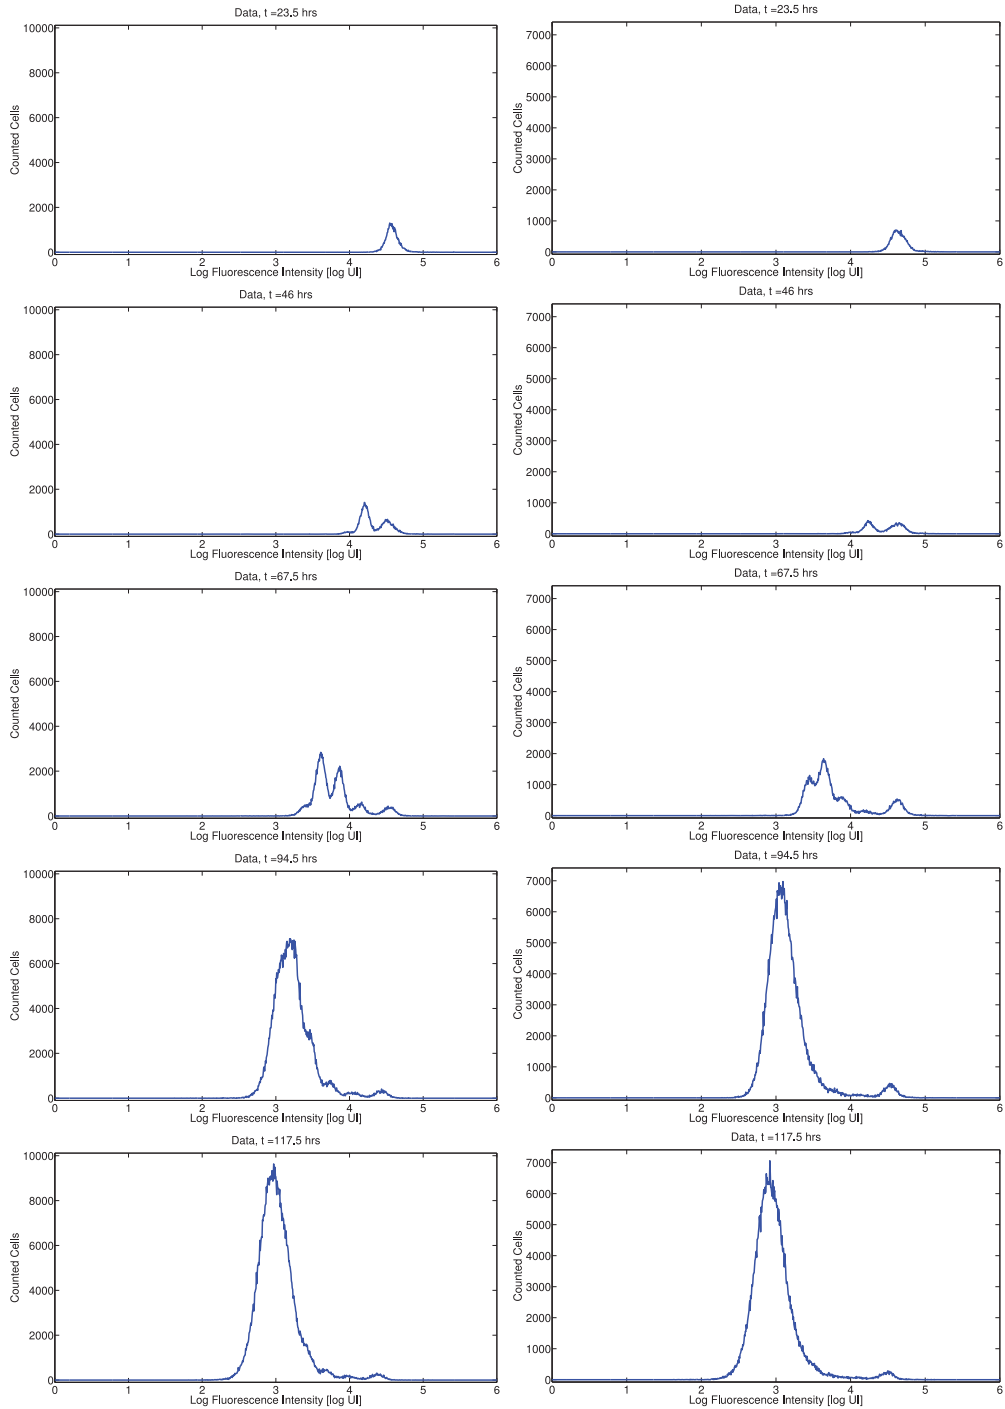 Data, t =23.5 hrs
10000
8000
6000
4000
2000
0
Counted Cells
0 1 2 3 4 5 6
Log Fluorescence Intensity [log UI]
Data, t =23.5 hrs
7000
6000
5000
4000
3000
2000
1000
0
Counted Cells
0 1 2 3 4 5 6
Log Fluorescence Intensity [log UI]
Data, t =46 hrs
10000
8000
6000
4000
2000
0
Counted Cells
0 1 2 3 4 5 6
Log Fluorescence Intensity [log UI]
Data, t =46 hrs
7000
6000
5000
4000
3000
2000
1000
0
Counted Cells
0 1 2 3 4 5 6
Log Fluorescence Intensity [log UI]
Data, t =67.5 hrs
10000
8000
6000
4000
2000
0
Counted Cells
0 1 2 3 4 5 6
Log Fluorescence Intensity [log UI]
Data, t =67.5 hrs
7000
6000
5000
4000
3000
2000
1000
0
Counted Cells
0 1 2 3 4 5 6
Log Fluorescence Intensity [log UI]
Data, t =94.5 hrs
10000
8000
6000
4000
2000
0
Counted Cells
0 1 2 3 4 5 6
Log Fluorescence Intensity [log UI]
Data, t =94.5 hrs
7000
6000
5000
4000
3000
2000
1000
0
Counted Cells
0 1 2 3 4 5 6
Log Fluorescence Intensity [log UI]
Data, t =117.5 hrs
10000
8000
6000
4000
2000
0
Counted Cells
0 1 2 3 4 5 6
Log Fluorescence Intensity [log UI]
Data, t =117.5 hrs
7000
6000
5000
4000
3000
2000
1000
0
Counted Cells
0 1 2 3 4 5 6
Log Fluorescence Intensity [log UI]